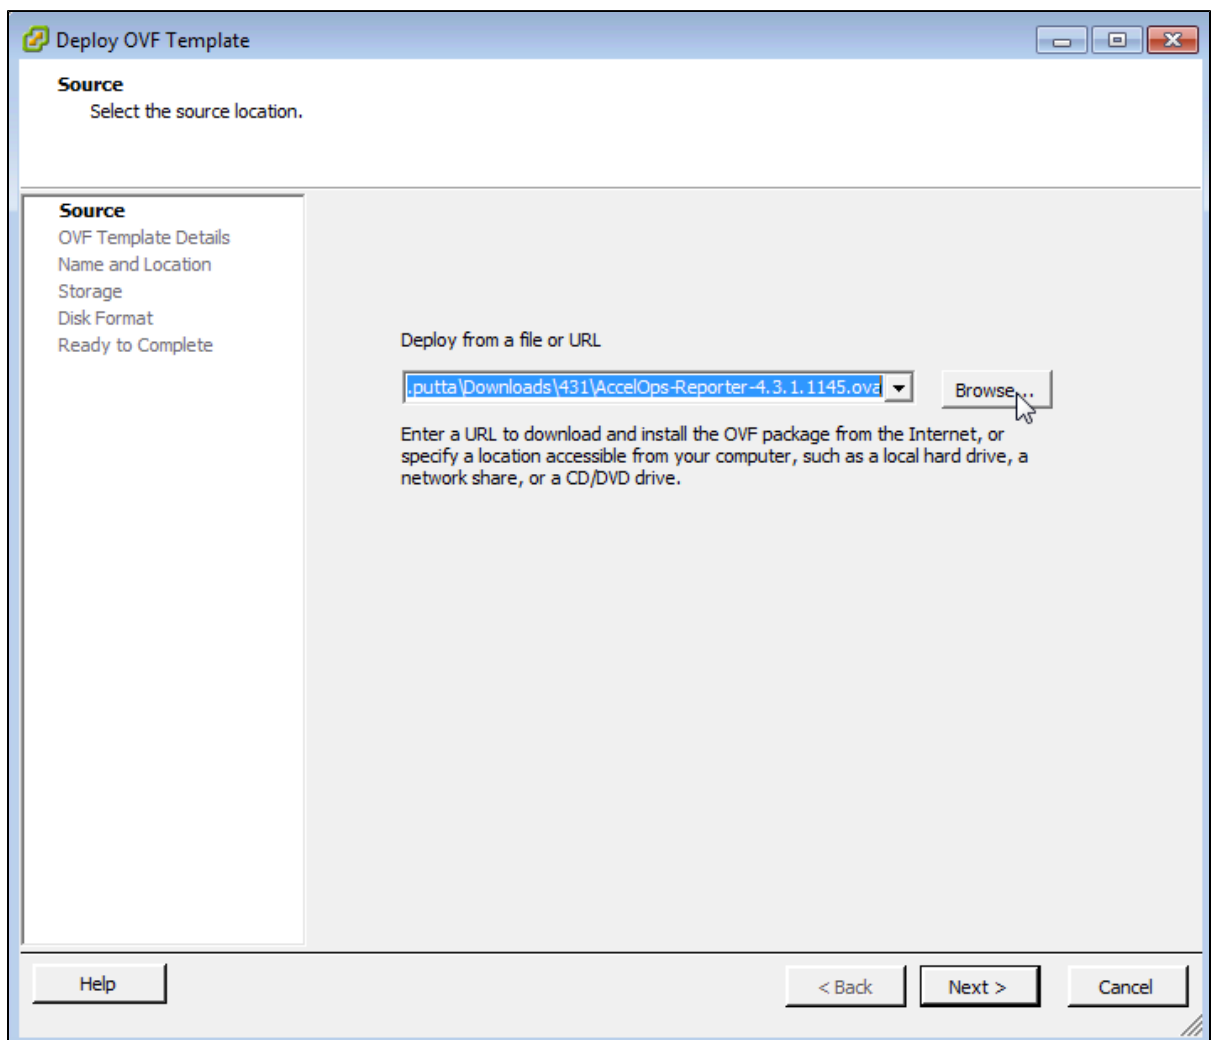 Deploy OVF Template
Source
Select the source location.
Source
OVF Template Details
Name and Location
Storage
Disk Format
Ready to Complete
Deploy from a file or URL
.putta\Downloads\431\AccelOps-Reporter-4.3.1.1145.ova
Browse...
Enter a URL to download and install the OVF package from the Internet, or
specify a location accessible from your computer, such as a local hard drive, a
network share, or a CD/DVD drive.
Help
< Back
Next >
Cancel